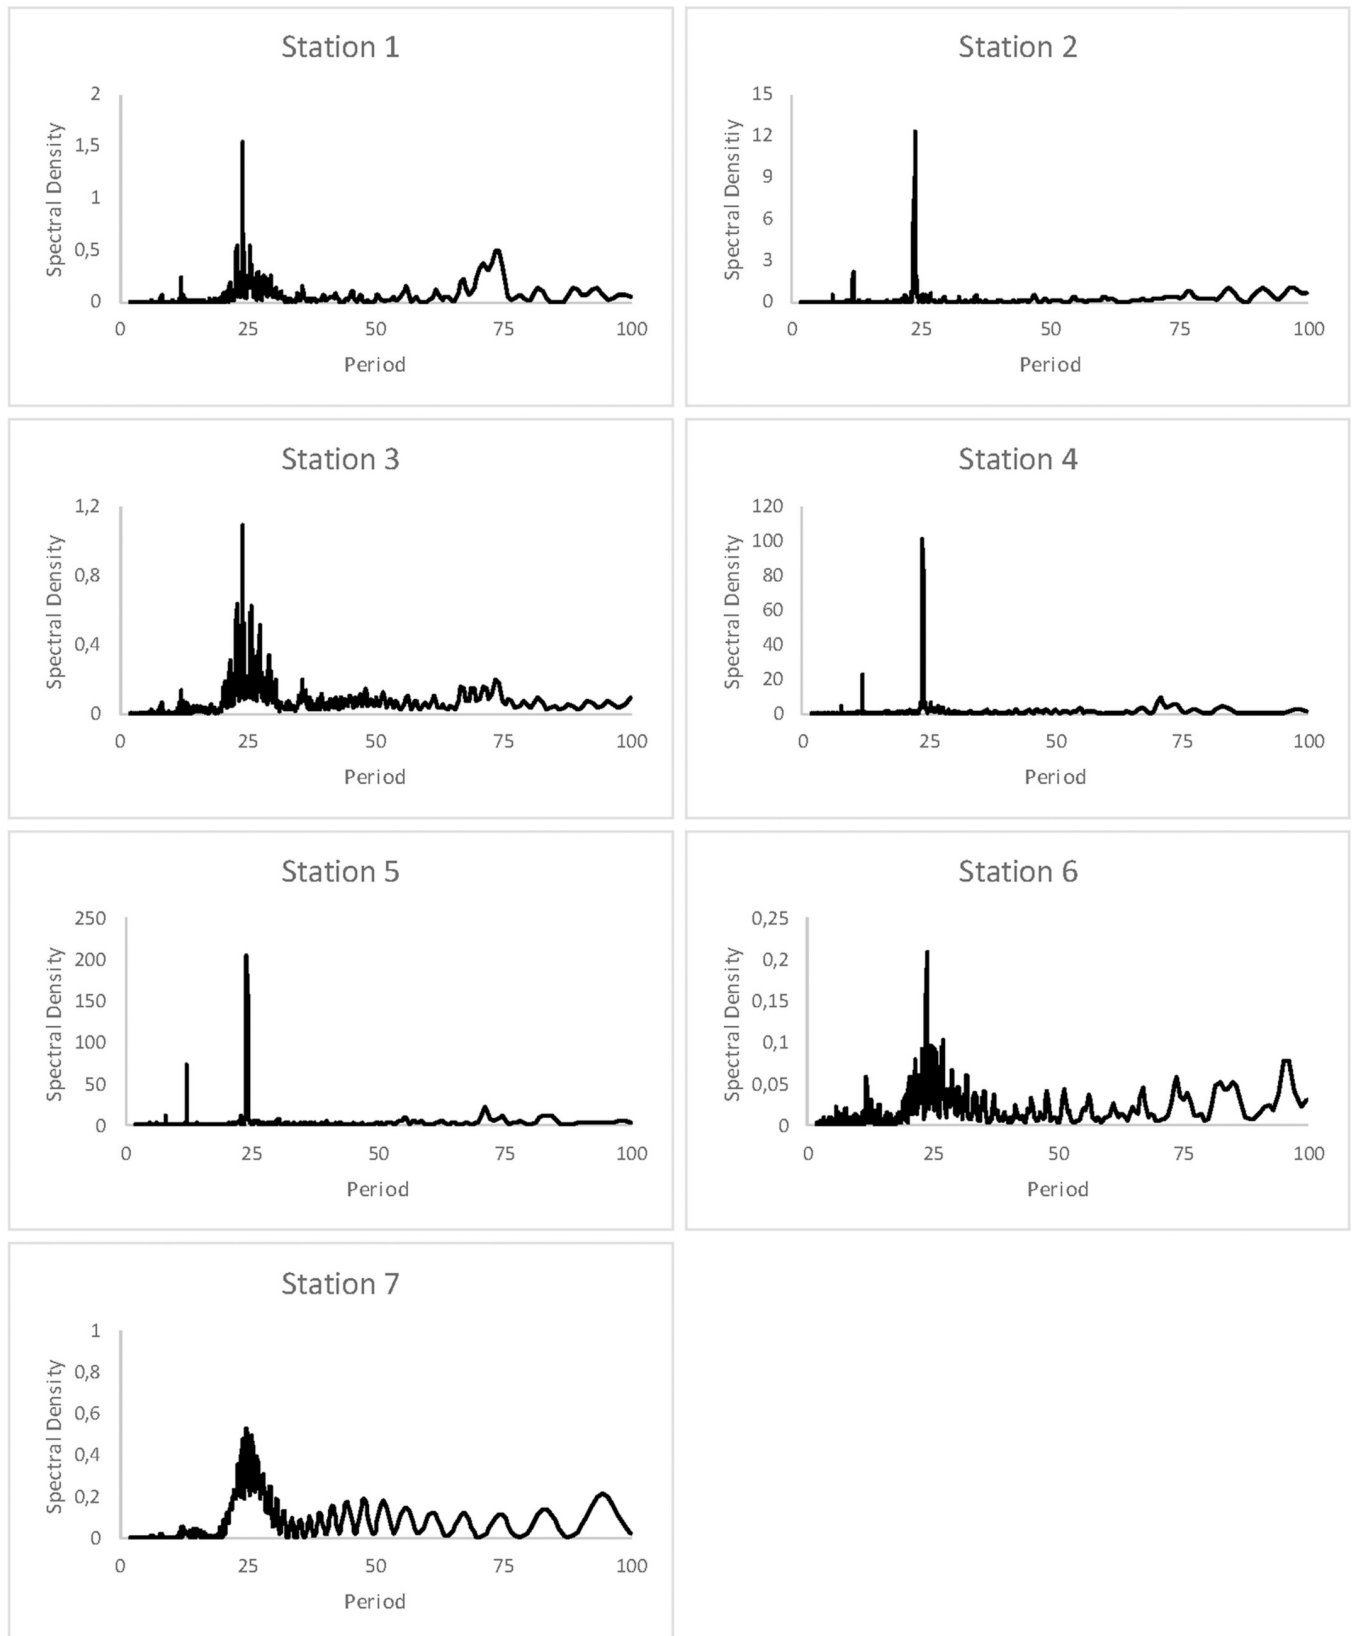 Station 1
Spectral Density
2
1,5
1
0,5
0
0 25 50 75 100
Period
Station 2
Spectral Densitiy
15
12
9
6
3
0
0 25 50 75 100
Period
Station 3
Spectral Density
1,2
0,8
0,4
0
0 25 50 75 100
Period
Station 4
Spectral Density
120
100
80
60
40
20
0
0 25 50 75 100
Period
Station 5
Spectral Density
250
200
150
100
50
0
0 25 50 75 100
Period
Station 6
Spectral Density
0,25
0,2
0,15
0,1
0,05
0
0 25 50 75 100
Period
Station 7
Spectral Density
1
0,8
0,6
0,4
0,2
0
0 25 50 75 100
Period